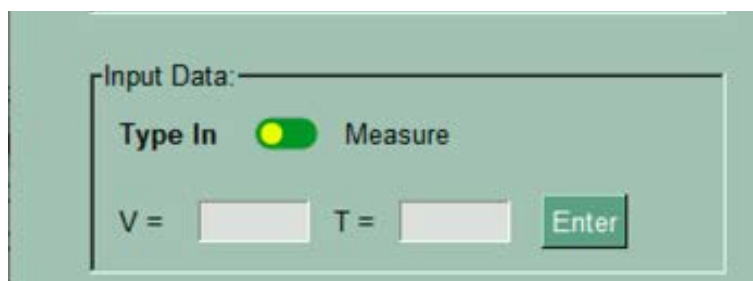 Input Data:
Type In Measure
V = T = Enter